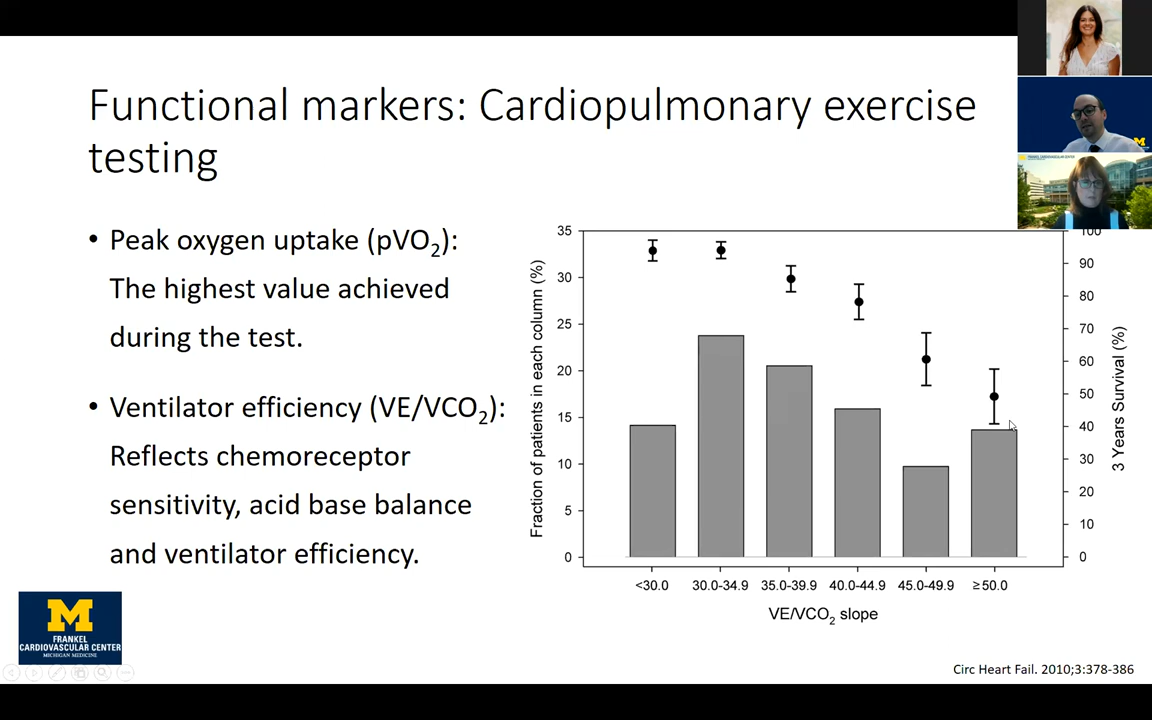 Functional markers: Cardiopulmonary exercise
testing
• Peak oxygen uptake (pVO2):
The highest value achieved
during the test.
• Ventilator efficiency (VE/VCO2):
Reflects chemoreceptor
sensitivity, acid base balance
and ventilator efficiency.
Fraction of patients in each column (%)
35
30
25
20
15
10
5
0
100
90
80
70
60
50
40
30
20
10
0
3 Years Survival (%)
<30.0 30.0-34.9 35.0-39.9 40.0-44.9 45.0-49.9 ≥50.0
VE/VCO2 slope
M
FRANKEL
CARDIOVASCULAR CENTER
MICHIGAN MEDICINE
Circ Heart Fail. 2010;3:378-386
M
FRANKEL CARDIOVASCULAR CENTER